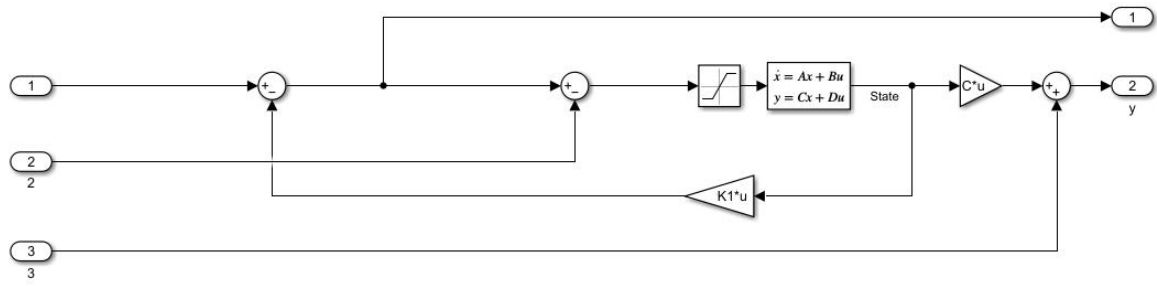 1
1
+
−
+
−
ẋ = Ax + Bu
y = Cx + Du
State
C*u
+
+
2
y
2
2
K1*u
3
3